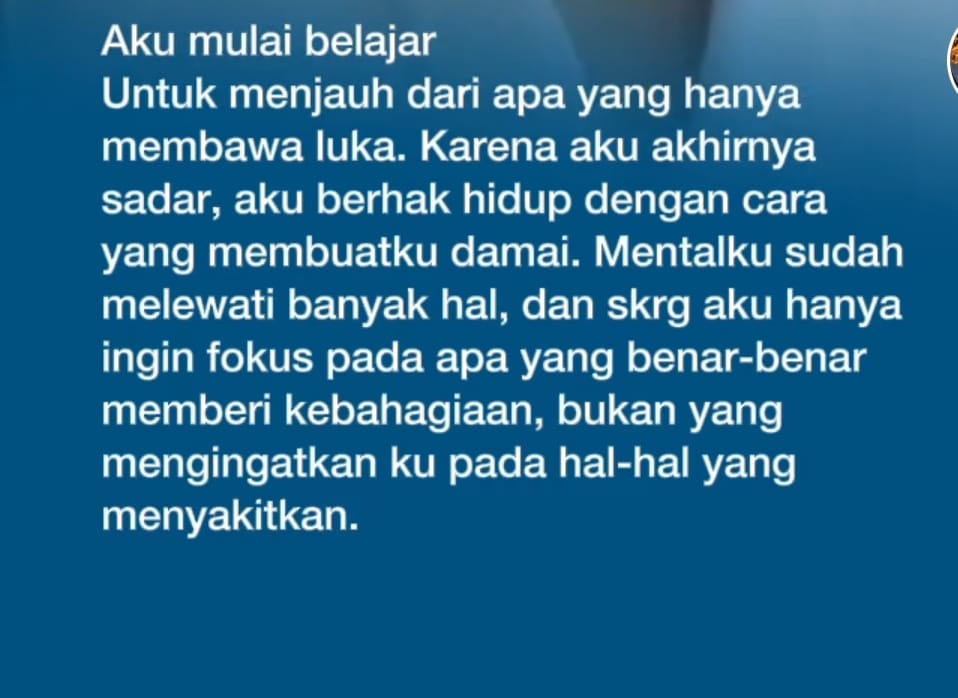 Aku mulai belajar
Untuk menjauh dari apa yang hanya
membawa luka. Karena aku akhirnya
sadar, aku berhak hidup dengan cara
yang membuatku damai. Mentalku sudah
melewati banyak hal, dan skrg aku hanya
ingin fokus pada apa yang benar-benar
memberi kebahagiaan, bukan yang
mengingatkan ku pada hal-hal yang
menyakitkan.